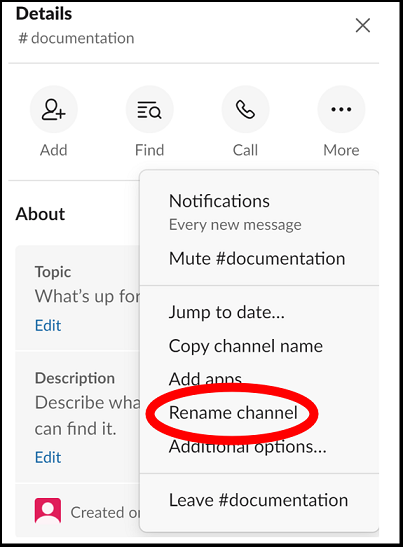 Details
# documentation
Add Find Call More
Notifications
Every new message
Mute #documentation
About
Topic
What's up for
Edit
Jump to date...
Copy channel name
Add apps
Rename channel
Additional options...
Description
Describe wha
can find it.
Edit
Leave #documentation
Created on